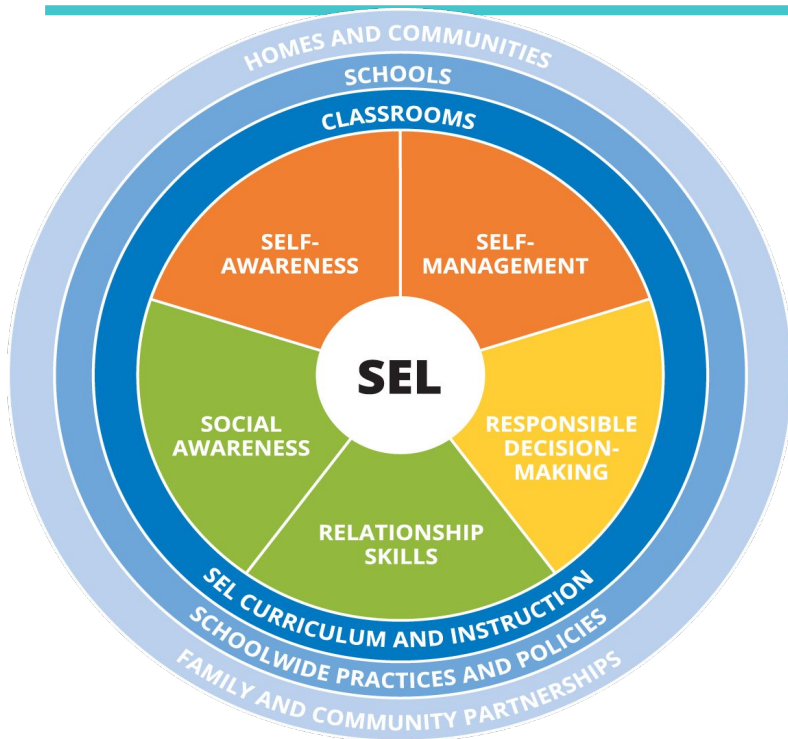 HOMES AND COMMUNITIES
SCHOOLS
CLASSROOMS
SELF-
AWARENESS
SELF-
MANAGEMENT
SEL
SOCIAL
AWARENESS
RESPONSIBLE
DECISION-
MAKING
RELATIONSHIP
SKILLS
SEL CURRICULUM AND INSTRUCTION
SCHOOLWIDE PRACTICES AND POLICIES
FAMILY AND COMMUNITY PARTNERSHIPS